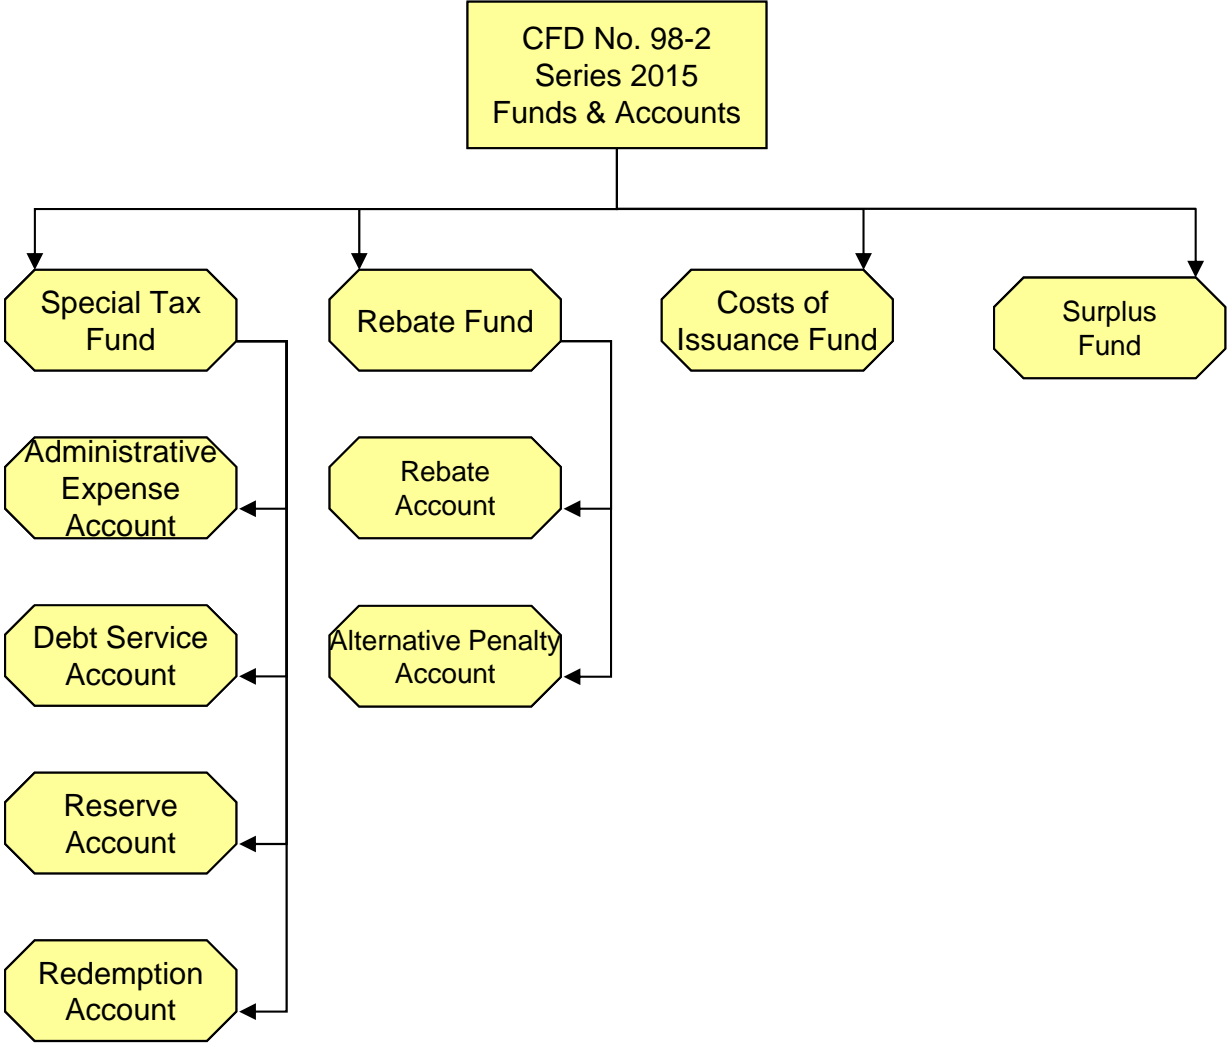 CFD No. 98-2
Series 2015
Funds & Accounts
Special Tax
Fund
Rebate Fund
Costs of
Issuance Fund
Surplus
Fund
Administrative
Expense
Account
Rebate
Account
Debt Service
Account
Alternative Penalty
Account
Reserve
Account
Redemption
Account